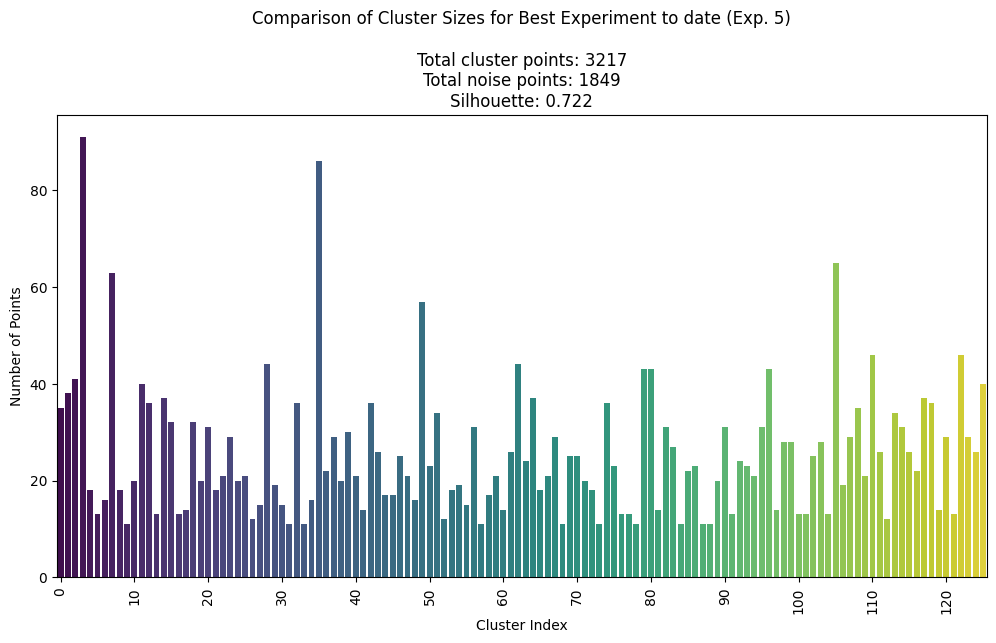 Comparison of Cluster Sizes for Best Experiment to date (Exp. 5)
Total cluster points: 3217
Total noise points: 1849
Silhouette: 0.722
80
60
40
20
0
Number of Points
0 10 20 30 40 50 60 70 80 90 100 110 120
Cluster Index